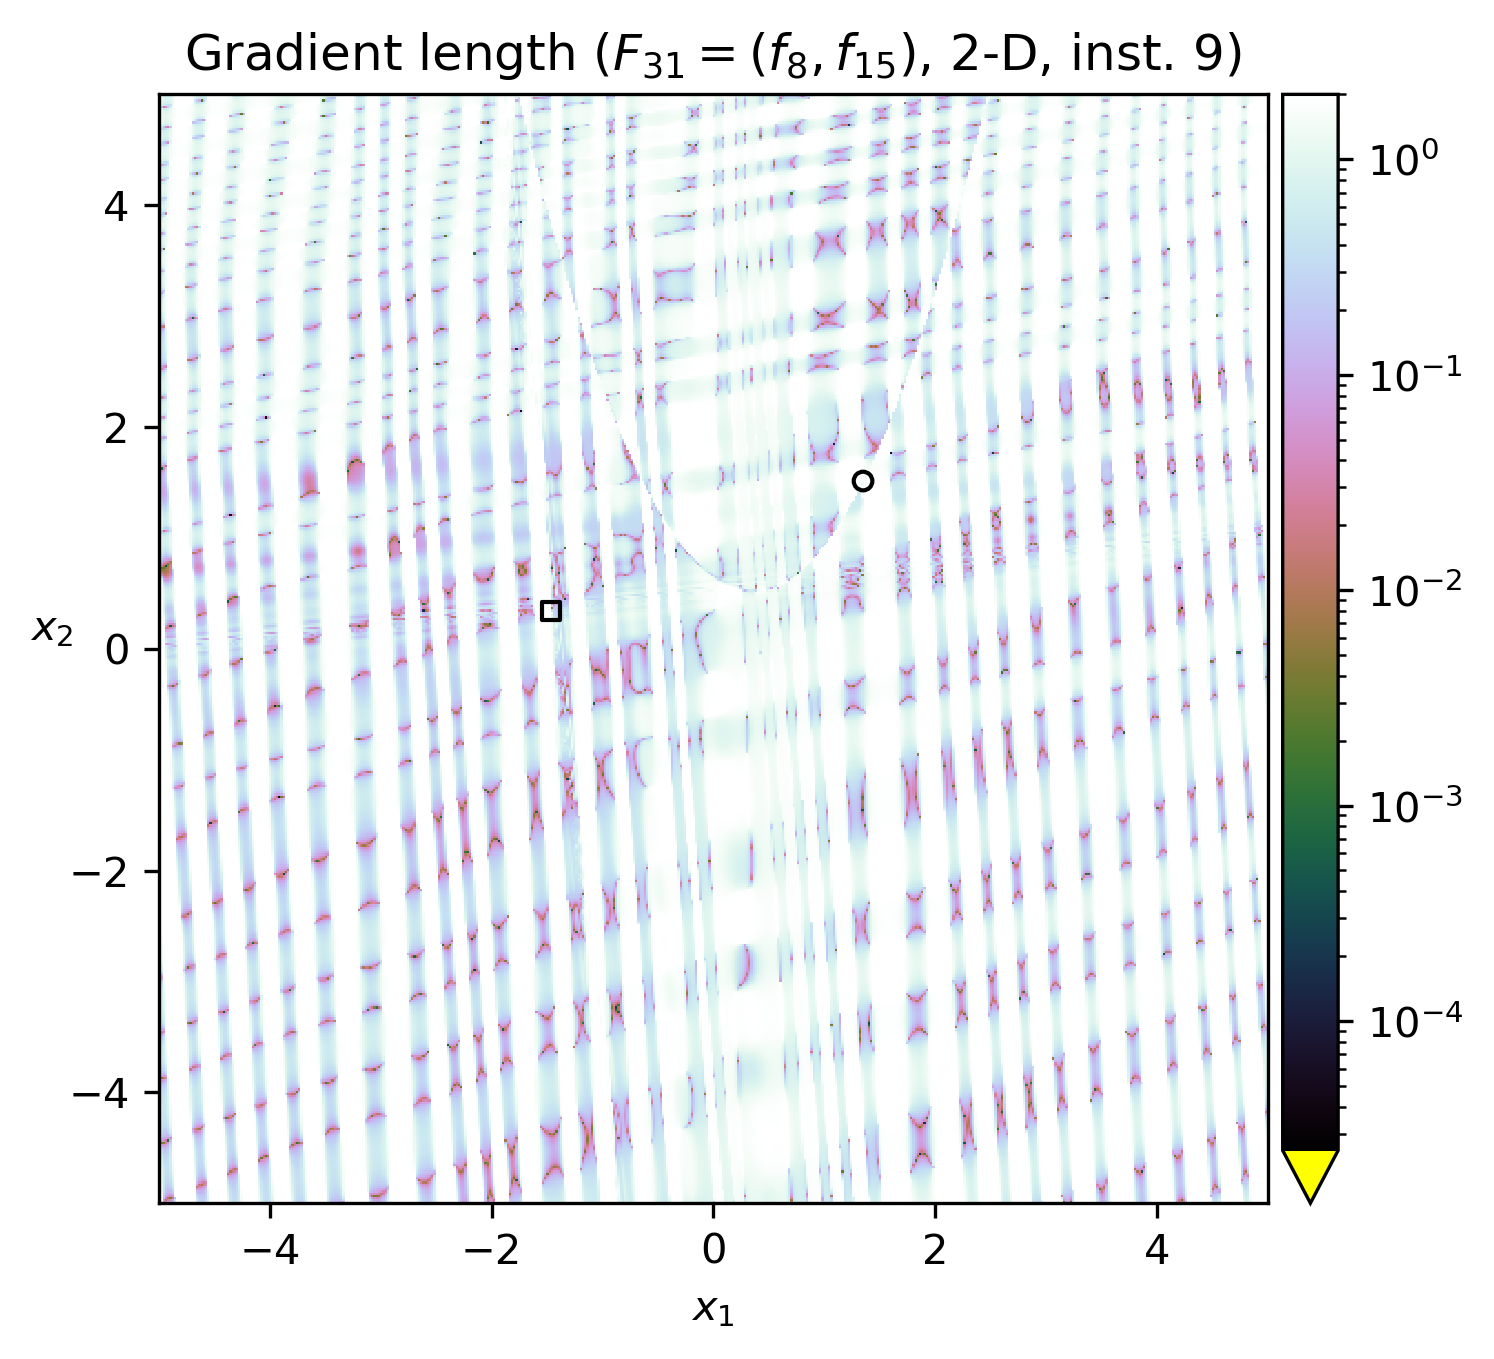 Gradient length (F₃₁ = (f₈, f₁₅), 2-D, inst. 9)
4
2
0
−2
−4
x₂
−4 −2 0 2 4
x₁
10⁰
10⁻¹
10⁻²
10⁻³
10⁻⁴